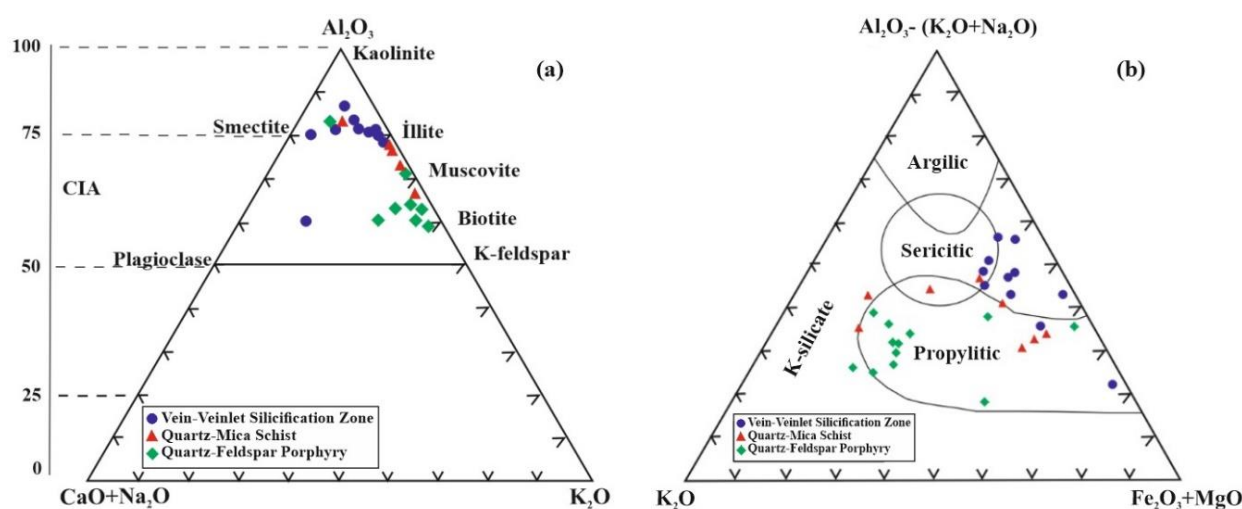 Al₂O₃
100
Kaolinite
(a)
Smectite
75
İllite
Muscovite
CIA
Biotite
Plagioclase
K-feldspar
50
25
Vein-Veinlet Silicification Zone
Quartz-Mica Schist
Quartz-Feldspar Porphyry
0
CaO+Na₂O
K₂O
Al₂O₃- (K₂O+Na₂O)
(b)
Argilic
Sericitic
K-silicate
Propylitic
Vein-Veinlet Silicification Zone
Quartz-Mica Schist
Quartz-Feldspar Porphyry
K₂O
Fe₂O₃+MgO